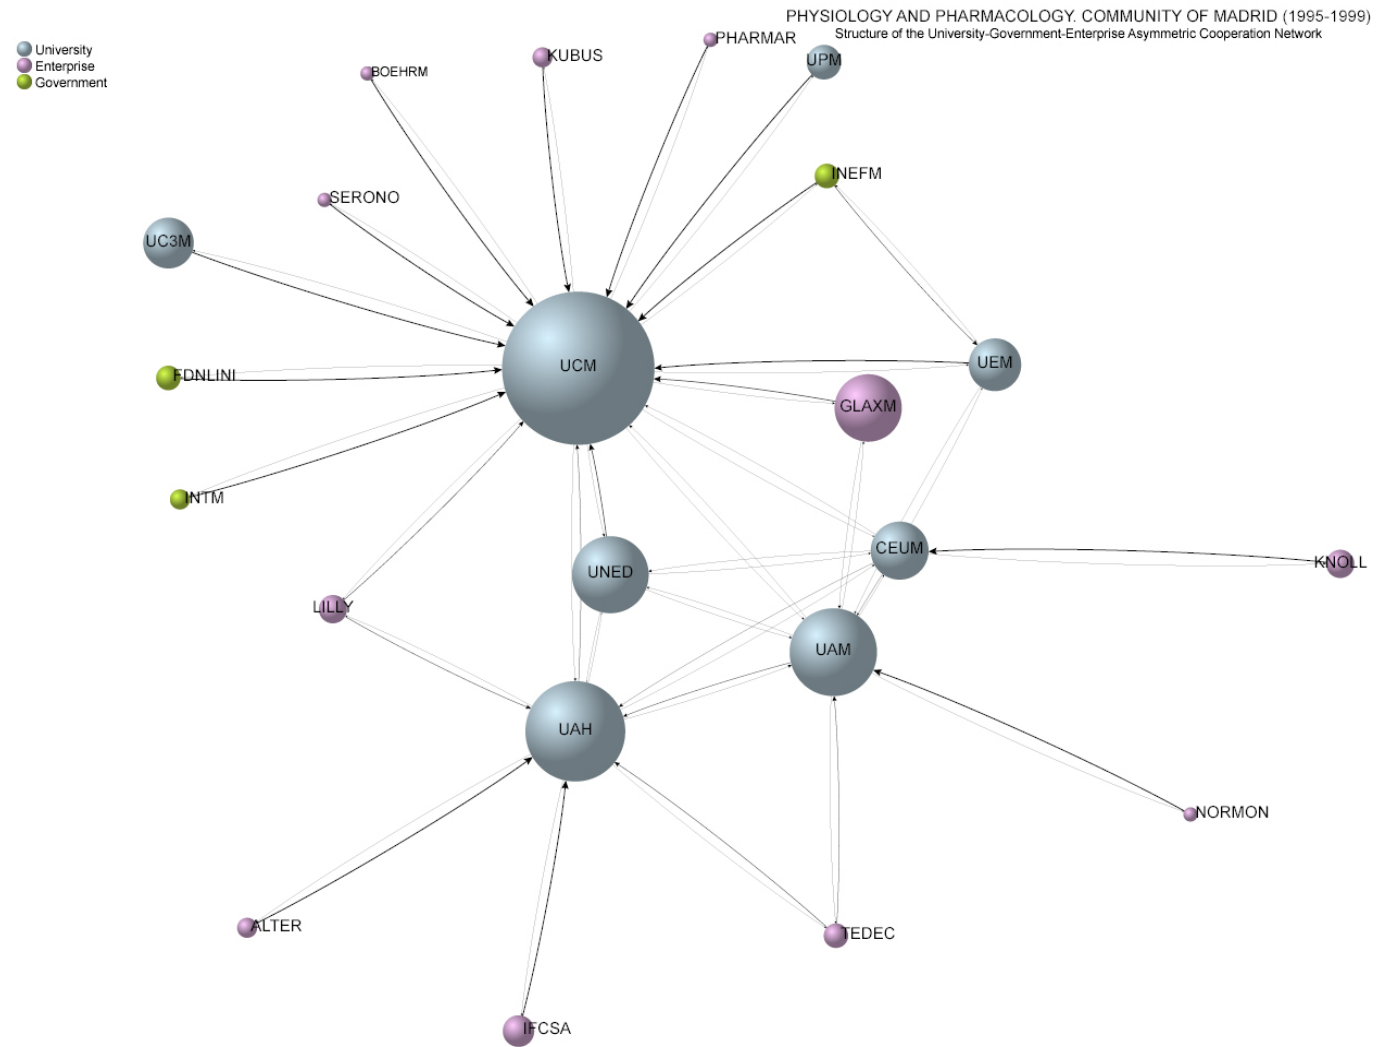 PHYSIOLOGY AND PHARMACOLOGY. COMMUNITY OF MADRID (1995-1999)
Structure of the University-Government-Enterprise Asymmetric Cooperation Network
University
Enterprise
Government
PHARMAR
KUBUS
UPM
BOEHRM
INEFM
SERONO
UC3M
UCM
UEM
FDNLINI
GLAXM
INTM
CEUM
KNOLL
UNED
LILLY
UAM
UAH
NORMON
ALTER
TEDEC
IFCSA